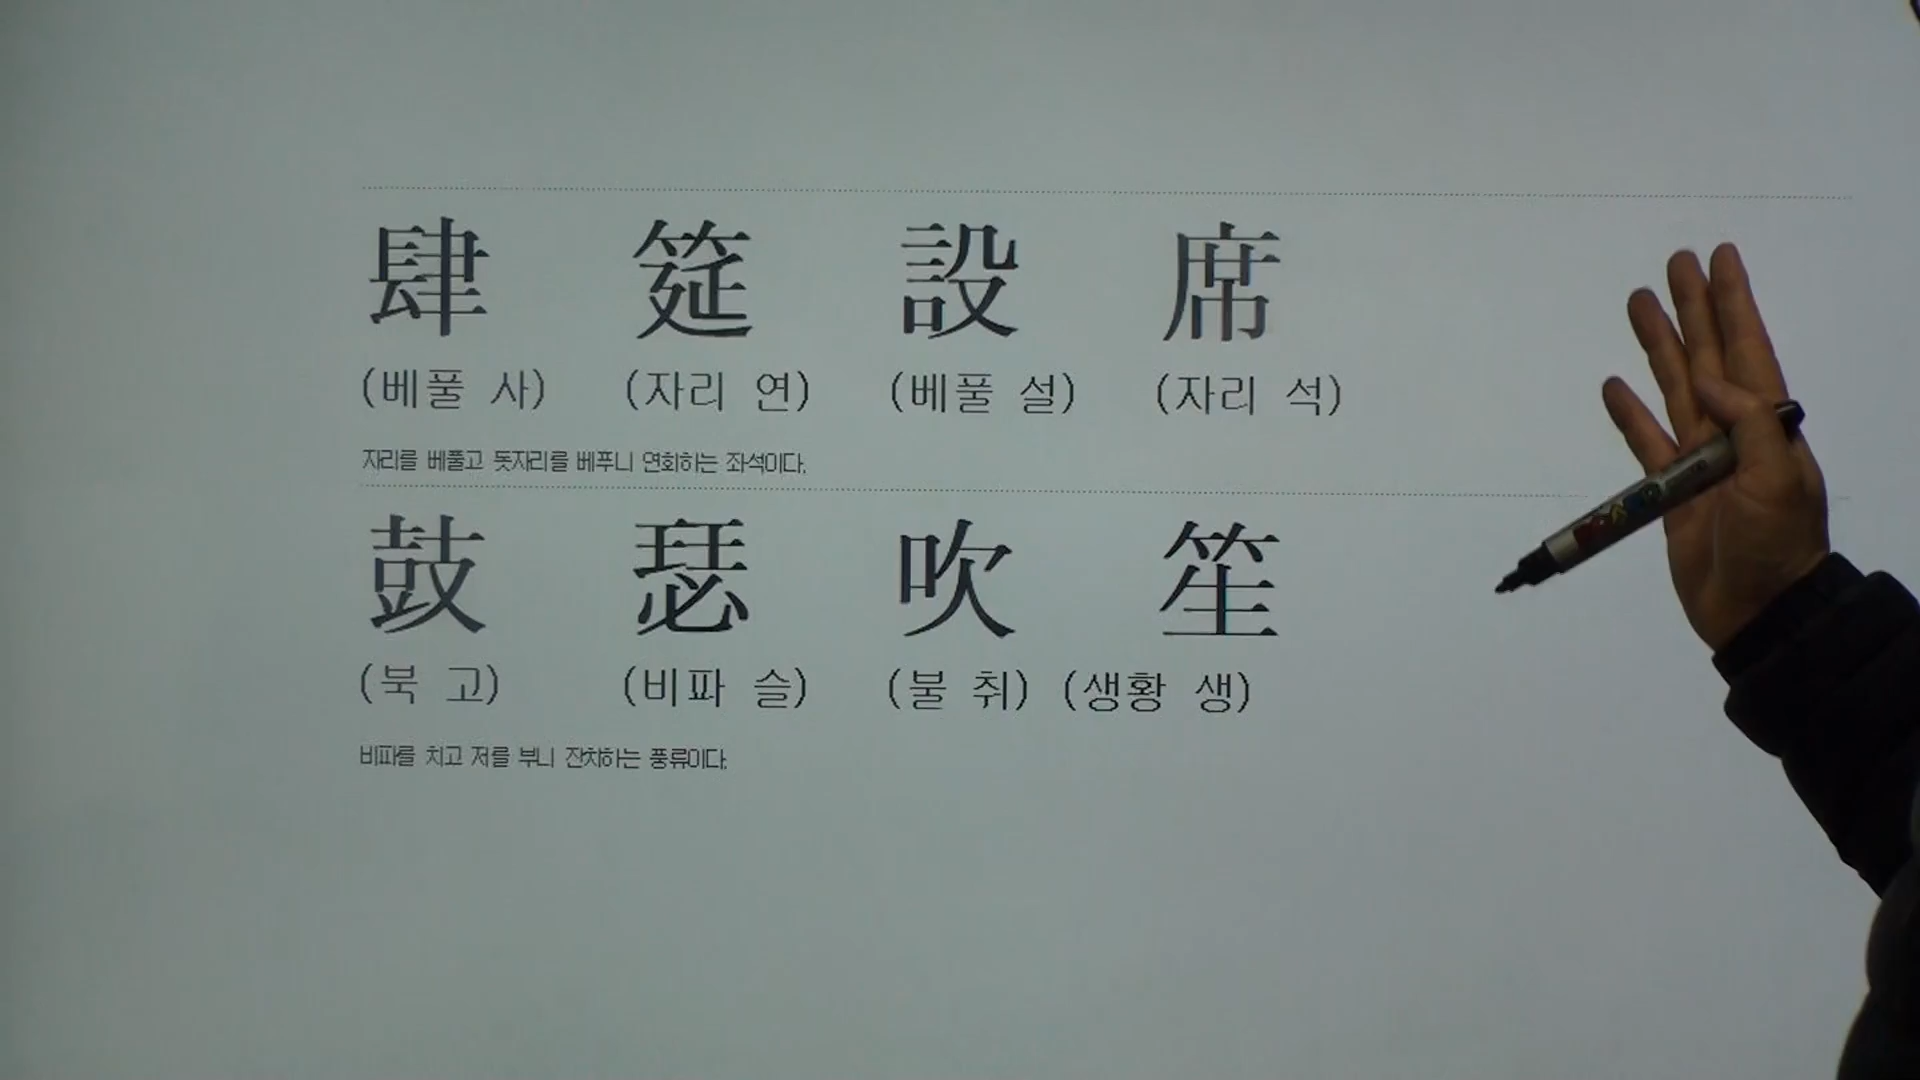 肆 筵 設 席
(베풀 사) (자리 연) (베풀 설) (자리 석)
자리를 베풀고 돗자리를 베푸니 연회하는 좌석이다.
鼓 瑟 吹 笙
(북 고) (비파 슬) (불 취) (생황 생)
비파를 치고 저를 부니 잔치하는 풍류이다.